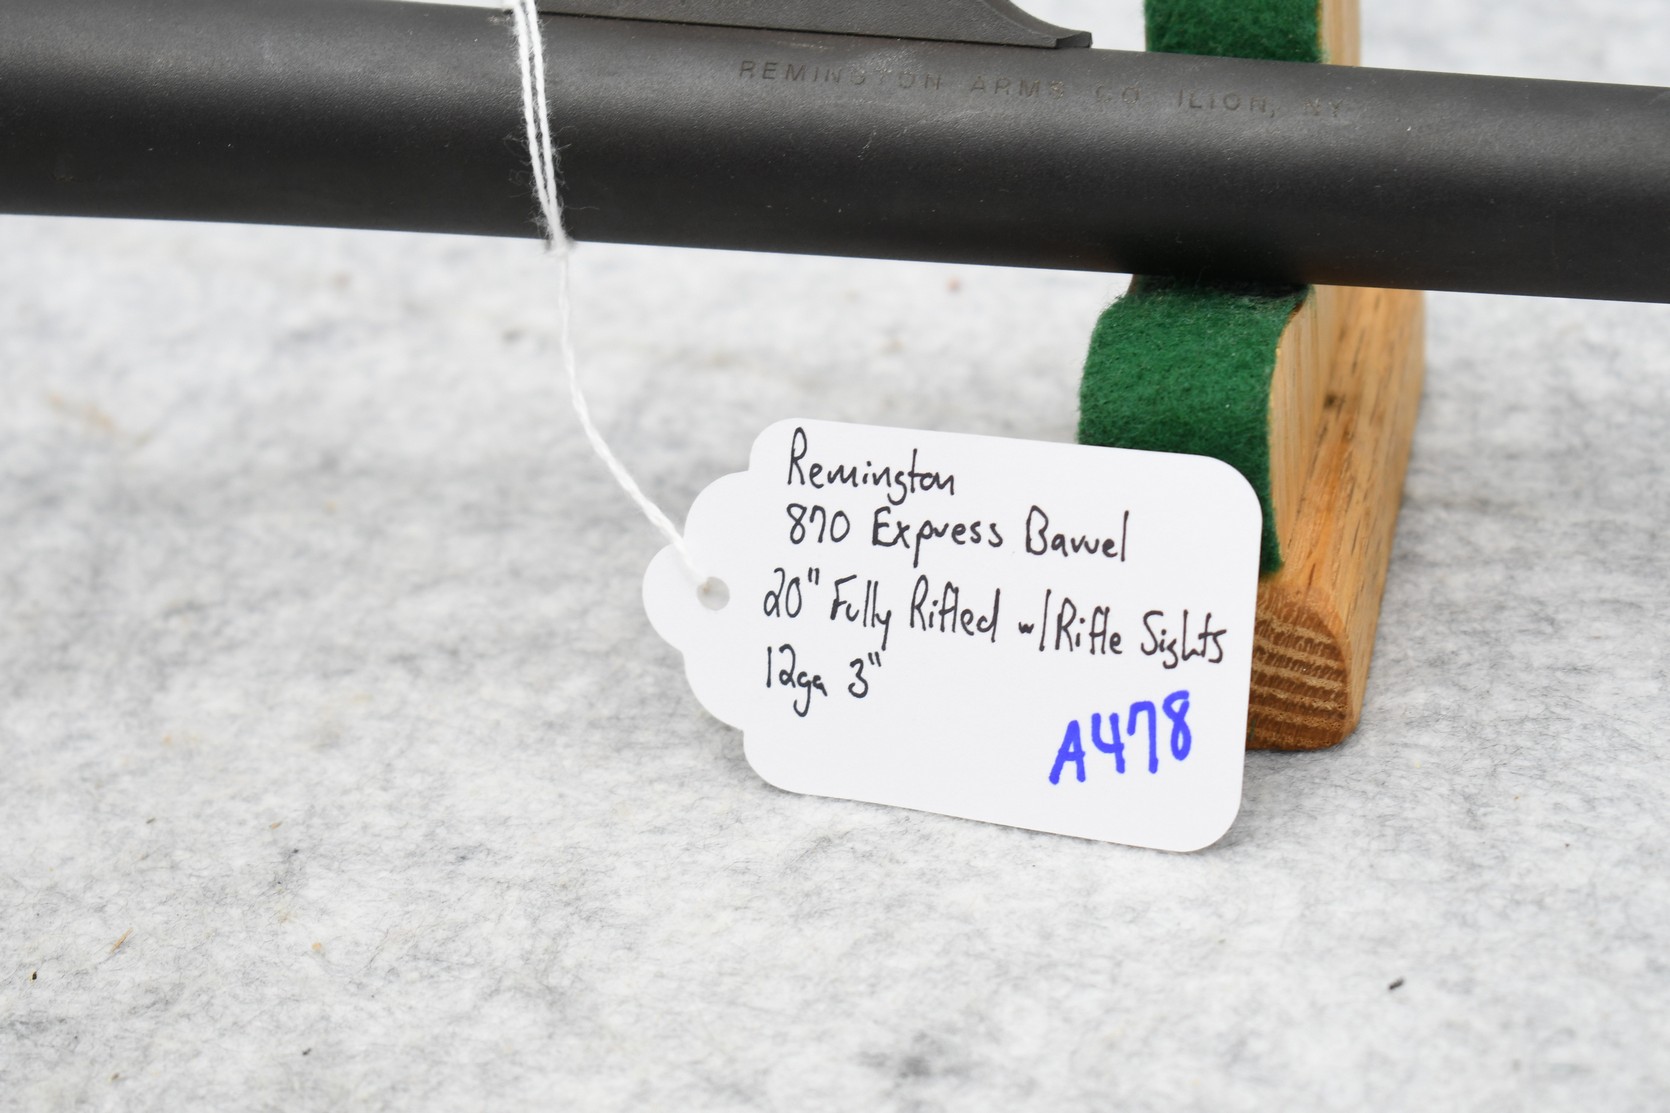 REMINGTON ARMS CO. ILION, NY
Remington
870 Express Barrel
20" Fully Rifled w/Rifle Sights
12ga 3"
A478